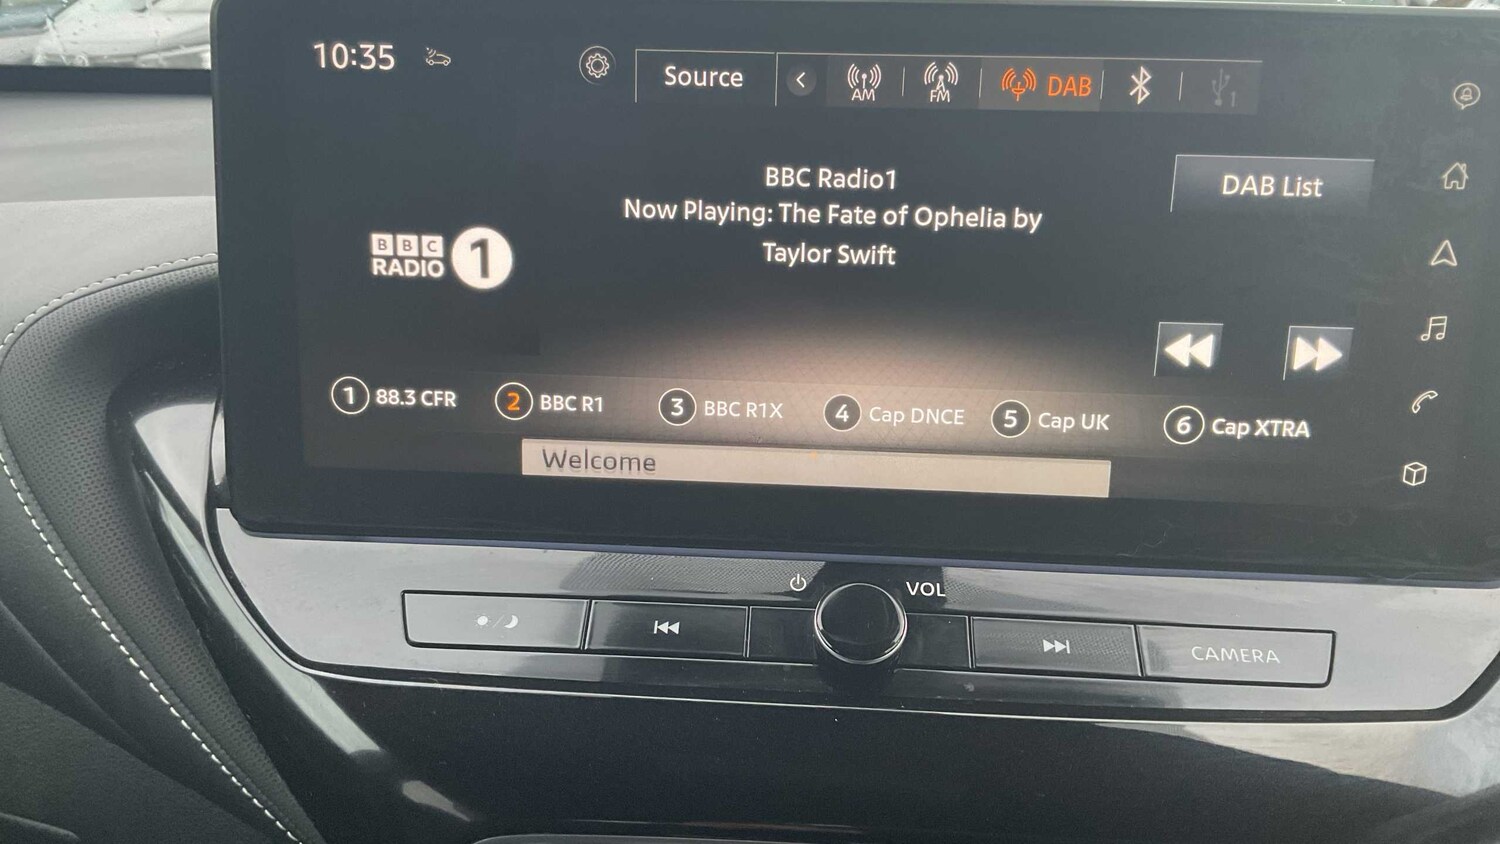 10:35
Source
AM
FM
DAB
1
BBC Radio1
Now Playing: The Fate of Ophelia by
Taylor Swift
DAB List
BBC
RADIO 1
1 88.3 CFR
2 BBC R1
3 BBC R1X
4 Cap DNCE
5 Cap UK
6 Cap XTRA
Welcome
VOL
CAMERA